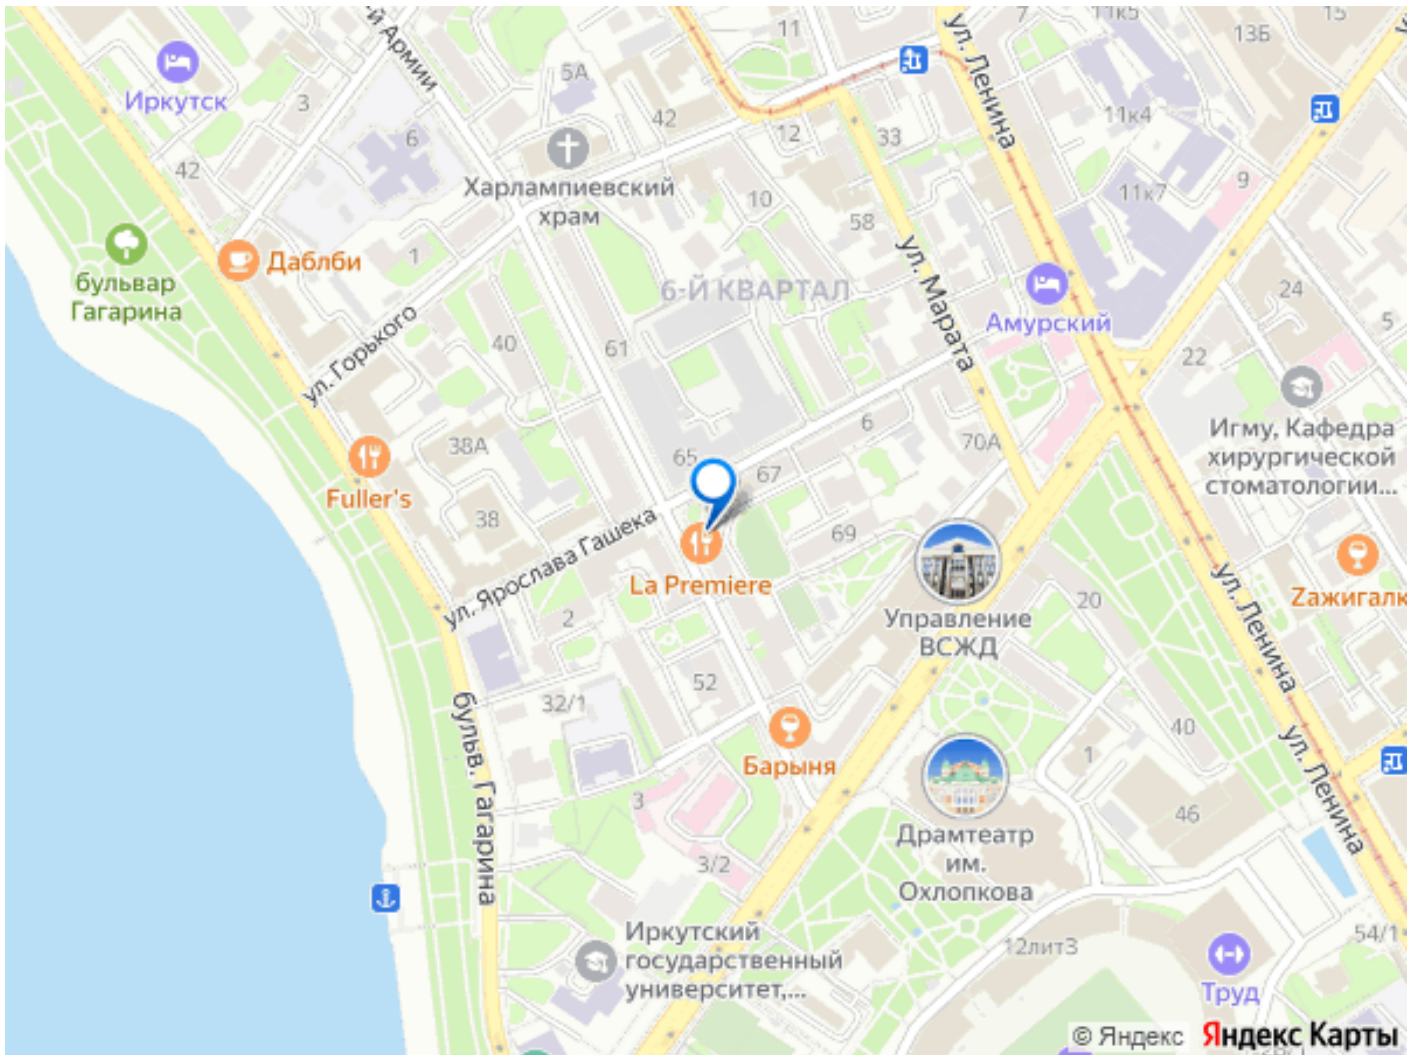 й Армии
11
7
11к5
15
13Б
ул. Ленина
Иркутск
3
5А
42
12
33
11к4
6
42
Харлампиевский
храм
10
58
11к7
9
ул. Марата
Даблби
1
бульвар
Гагарина
6-Й КВАРТАЛ
24
Амурский
5
ул. Горького
40
61
22
6
38А
65
67
70А
Игму, Кафедра
хирургической
стоматологии...
Fuller's
38
ул. Ярослава Гашека
69
La Premiere
Zажигалк
ул. Ленина
2
20
Управление
ВСЖД
52
32/1
40
1
бульв. Гагарина
Барыня
ул. Ленина
3
46
Драмтеатр
им.
Охлопкова
3/2
Иркутский
государственный
университет,...
12лит3
54/1
Труд
© Яндекс
Яндекс Карты